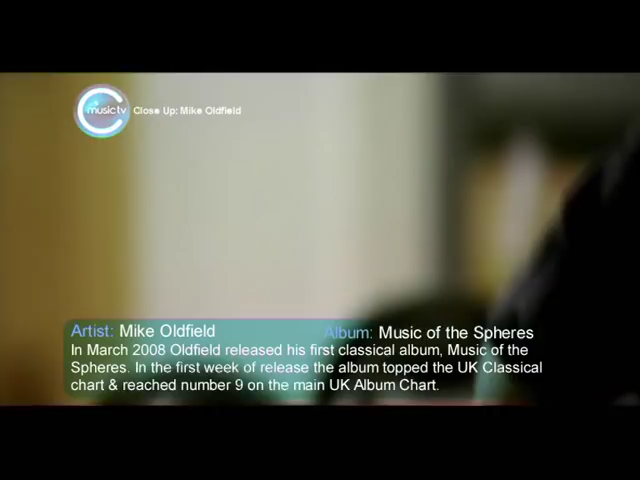 C music tv Close Up: Mike Oldfield
Artist: Mike Oldfield Album: Music of the Spheres
In March 2008 Oldfield released his first classical album, Music of the
Spheres. In the first week of release the album topped the UK Classical
chart & reached number 9 on the main UK Album Chart.